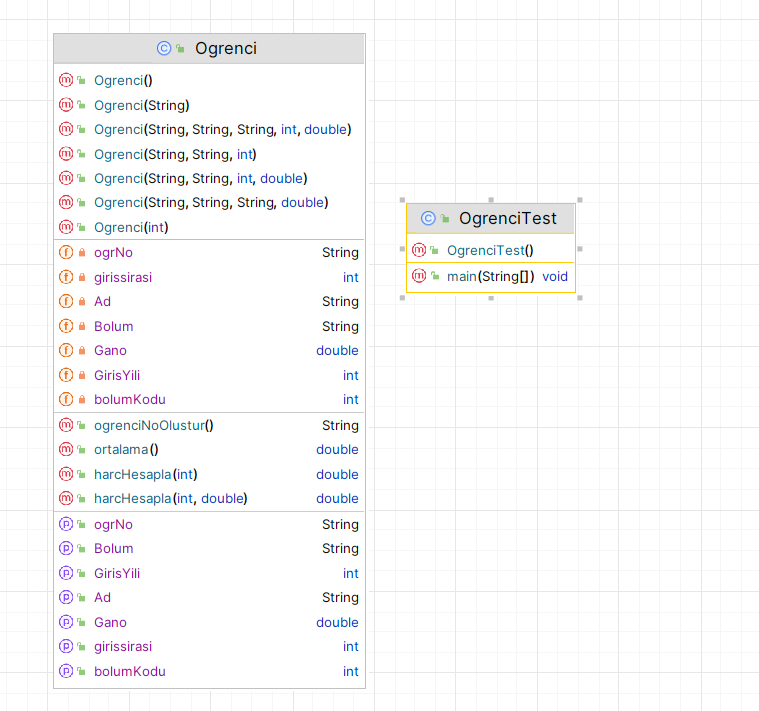 Ogrenci
Ogrenci()
Ogrenci(String)
Ogrenci(String, String, String, int, double)
Ogrenci(String, String, int)
Ogrenci(String, String, int, double)
Ogrenci(String, String, String, double)
Ogrenci(int)
ogrNo String
girissirasi int
Ad String
Bolum String
Gano double
GirisYili int
bolumKodu int
ogrenciNoOlustur() String
ortalama() double
harcHesapla(int) double
harcHesapla(int, double) double
ogrNo String
Bolum String
GirisYili int
Ad String
Gano double
girissirasi int
bolumKodu int
OgrenciTest
OgrenciTest()
main(String[]) void